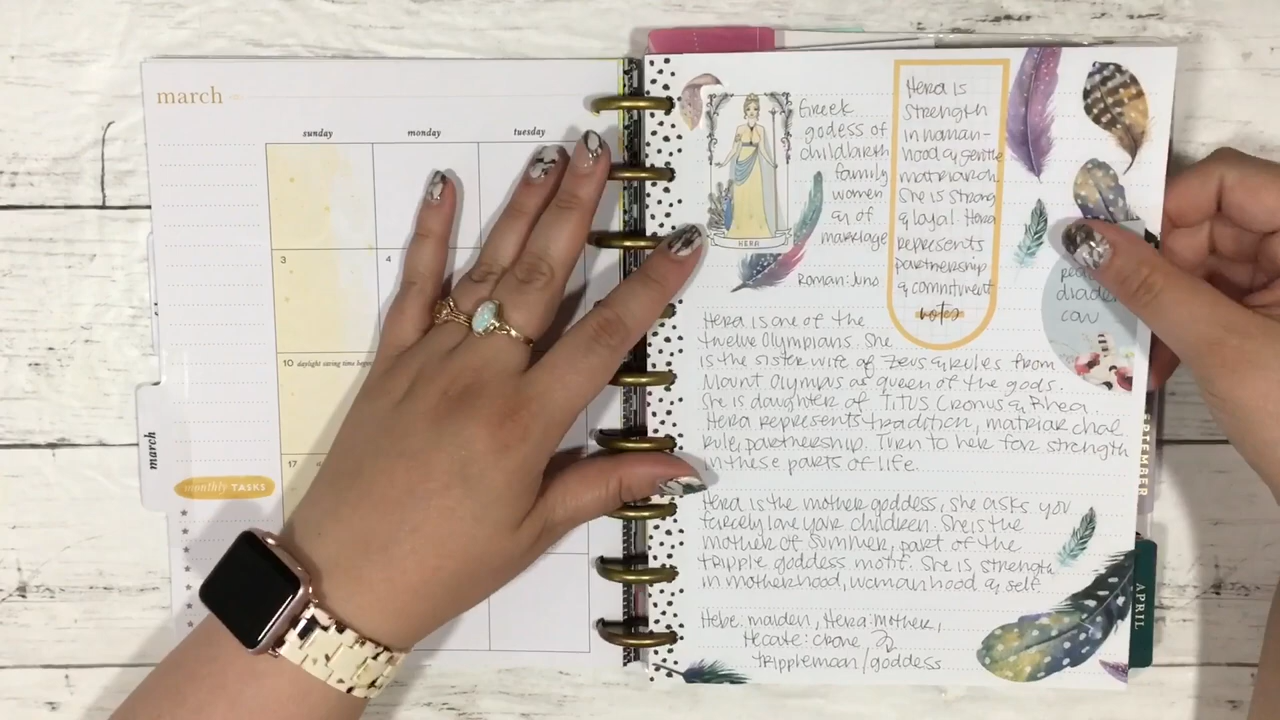 march
sunday
monday
tuesday
3
4
10 daylight saving time
17
march
monthly TASKS
HERA
Greek
godess of
childbirth
family
women
& of
marriage
Roman: Juno
Hera is
strength
in woman-
hood & gentle
matriarch.
She is strong
& loyal. Hera
represents
partnership
& commitment
notes
diadem
cow
Hera is one of the
twelve Olympians. She
is the sister wife of Zeus & rules from
Mount Olympus as queen of the gods.
She is daughter of Titus Cronus & Rhea.
Hera represents tradition, matriarchal
rule, partnership. Turn to her for strength
in these parts of life.
Hera is the mother goddess, she asks you
fiercely love your children. She is the
mother of summer, part of the
tripple goddess motif. She is strength
in motherhood, womanhood & self.
Hebe: maiden, Hera: mother,
Hecate: crone
tripplemoon/goddess
APRIL